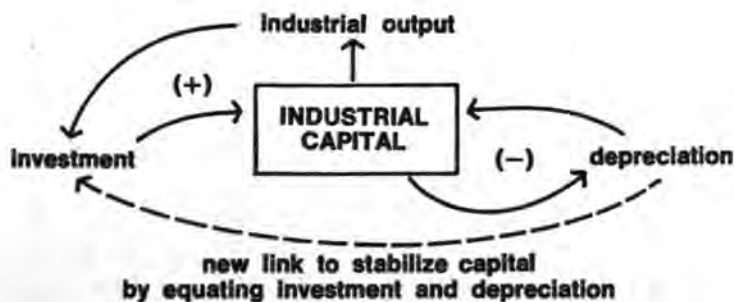 industrial output
(+)
INDUSTRIAL
CAPITAL
investment
(−)
depreciation
new link to stabilize capital
by equating investment and depreciation